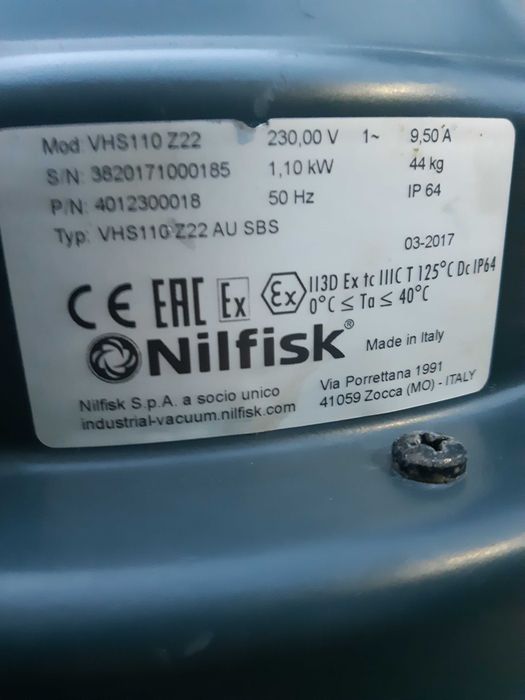 Mod VHS110 Z22 230,00 V 1~ 9,50 A
S/N: 3820171000185 1,10 kW 44 kg
P/N: 4012300018 50 Hz IP 64
Typ: VHS110 Z22 AU SBS
03-2017
CE EAC Ex Ex II3D Ex tc IIIC T 125°C Dc IP64
0°C ≤ Ta ≤ 40°C
Nilfisk® Made in Italy
Nilfisk S.p.A. a socio unico Via Porrettana 1991
industrial-vacuum.nilfisk.com 41059 Zocca (MO) - ITALY